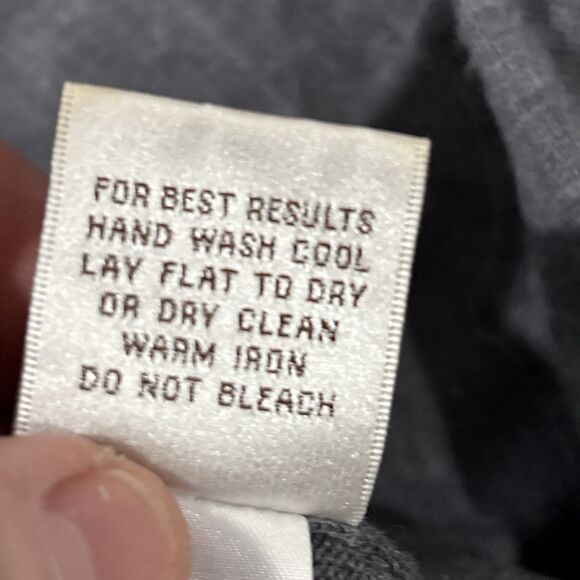 FOR BEST RESULTS
HAND WASH COOL
LAY FLAT TO DRY
OR DRY CLEAN
WARM IRON
DO NOT BLEACH